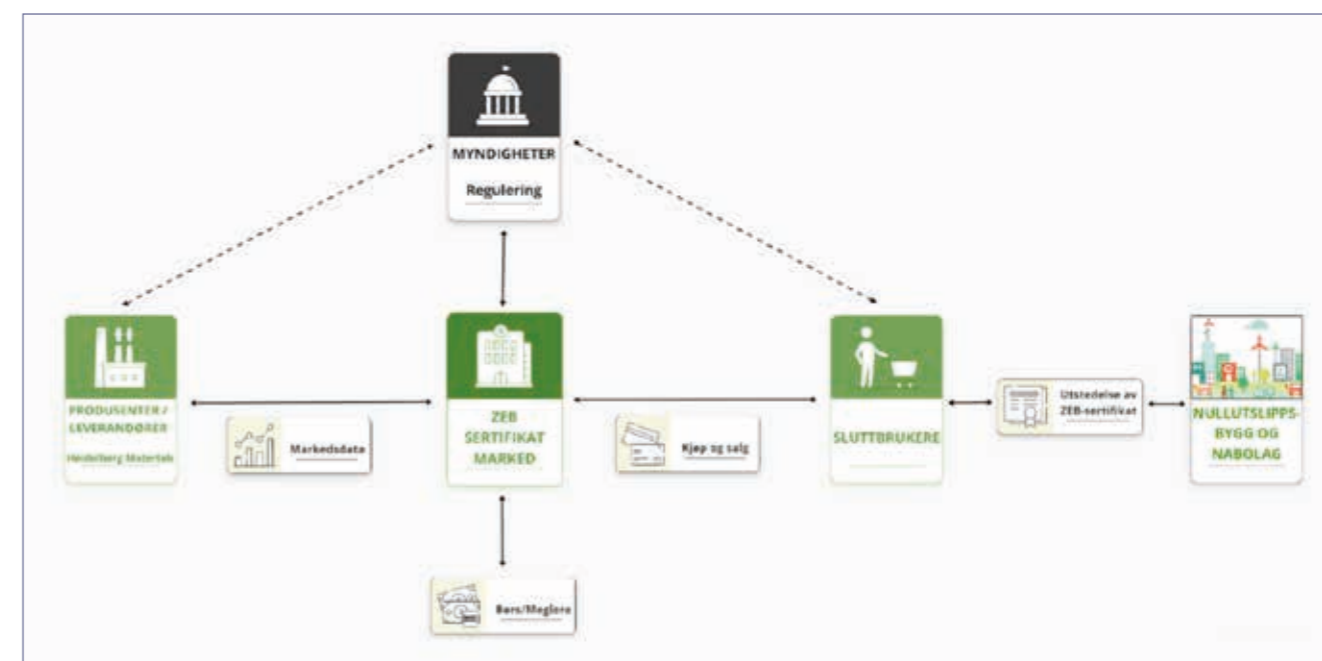 MYNDIGHETER
Regulering
PRODUSENTER /
LEVERANDØRER
Heidelberg Materials
Markedsdata
ZEB
SERTIFIKAT
MARKED
Kjøp og salg
SLUTTBRUKERE
Utstedelse av
ZEB-sertifikat
NULLUTSLIPPS-
BYGG OG
NABOLAG
Børs/Meglere